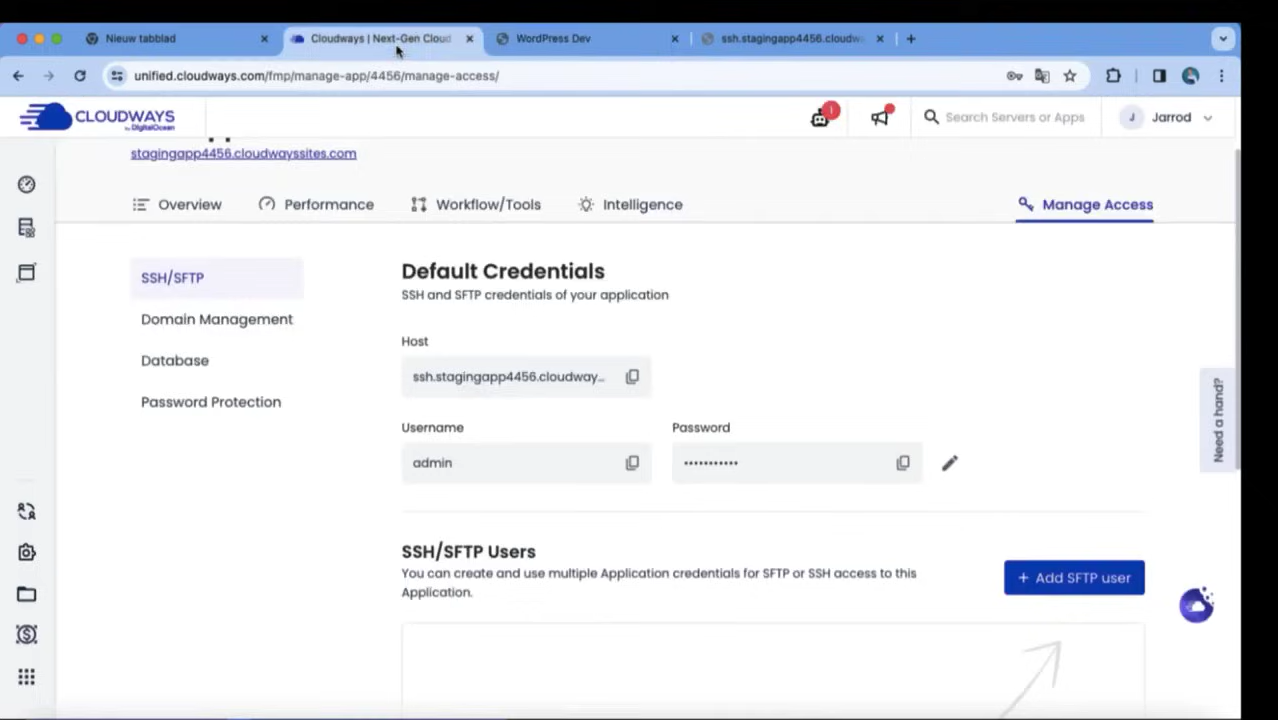 Nieuw tabblad
Cloudways | Next-Gen Cloud
WordPress Dev
ssh.stagingapp4456.cloudw
unified.cloudways.com/fmp/manage-app/4456/manage-access/
CLOUDWAYS
by DigitalOcean
1
Search Servers or Apps
J
Jarrod
stagingapp4456.cloudwayssites.com
Overview
Performance
Workflow/Tools
Intelligence
Manage Access
SSH/SFTP
Domain Management
Database
Password Protection
Default Credentials
SSH and SFTP credentials of your application
Host
ssh.stagingapp4456.cloudway...
Username
Password
admin
•••••••••••
SSH/SFTP Users
You can create and use multiple Application credentials for SFTP or SSH access to this
Application.
+ Add SFTP user
Need a hand?